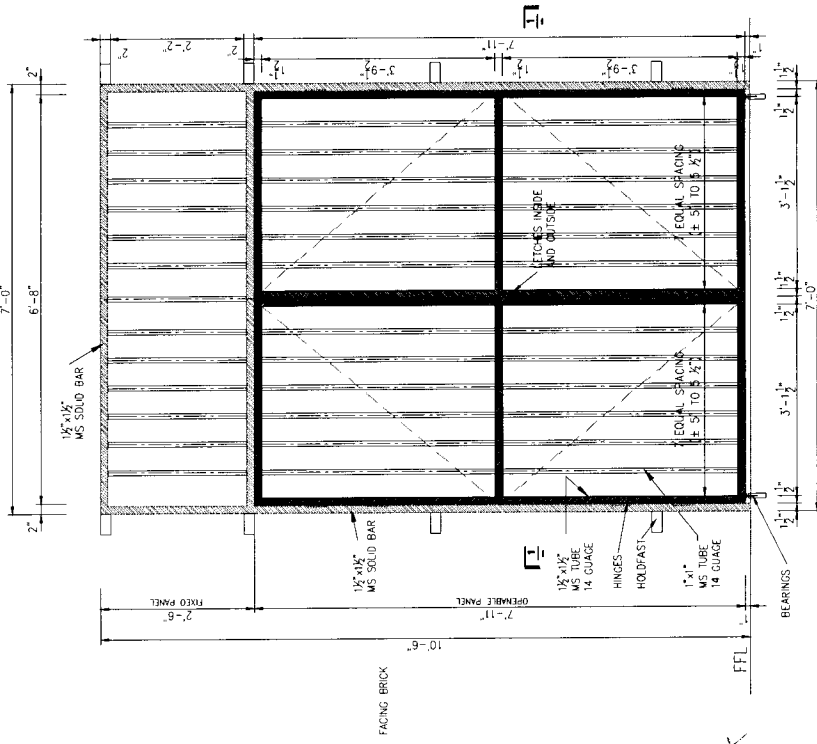 7'-0"
2"
6'-8"
2"
1½"x1½"
MS SOLID BAR
2"
2'-2"
2"
7'-11"
1
1½"
3'-9½"
1½"
3'-9½"
1"
FIXED PANEL
2'-6"
OPENABLE PANEL
7'-11"
1"
10'-6"
FFL
FACING BRICK
1½"x1½"
MS SOLID BAR
1
1½"x1½"
MS TUBE
14 GUAGE
HINGES
HOLDFAST
1"x1"
MS TUBE
14 GUAGE
BEARINGS
LETCHES INSIDE
AND OUTSIDE
7 EQUAL SPACING
(± 5" TO 5 ½")
7 EQUAL SPACING
(± 5" TO 5 ½")
1½"
1½"
3'-1½"
1½"
1½"
3'-1½"
1½"
1½"
7'-0"